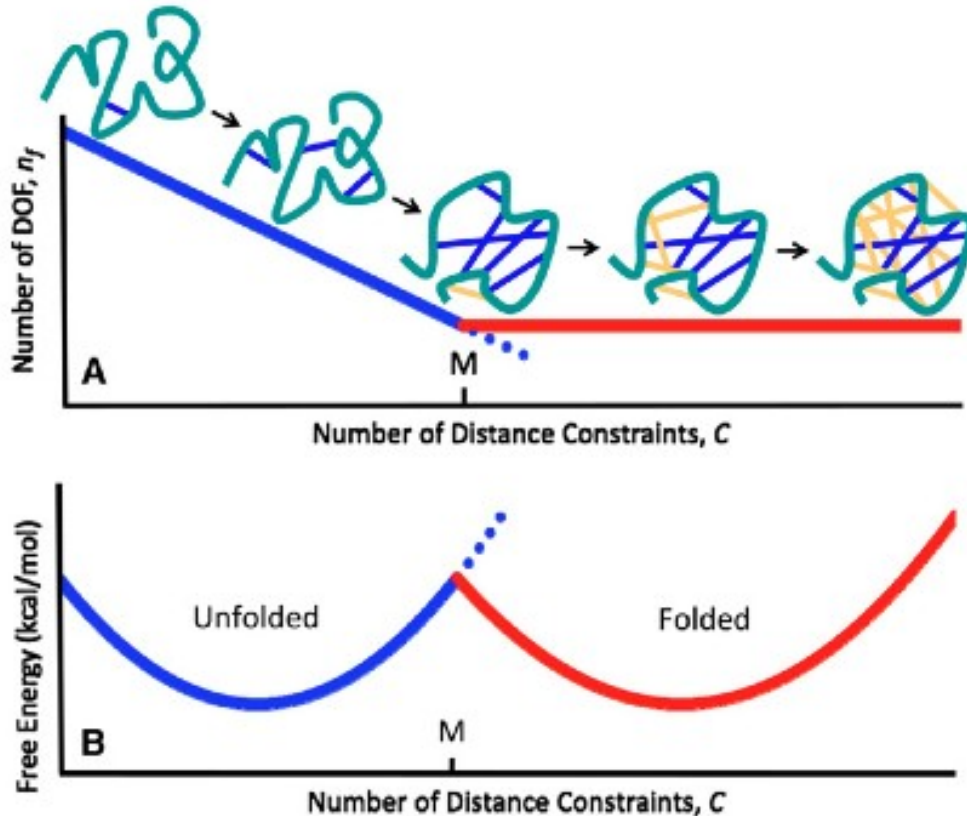 Number of DOF, n_f
A
M
Number of Distance Constraints, C
Free Energy (kcal/mol)
Unfolded
Folded
B
M
Number of Distance Constraints, C